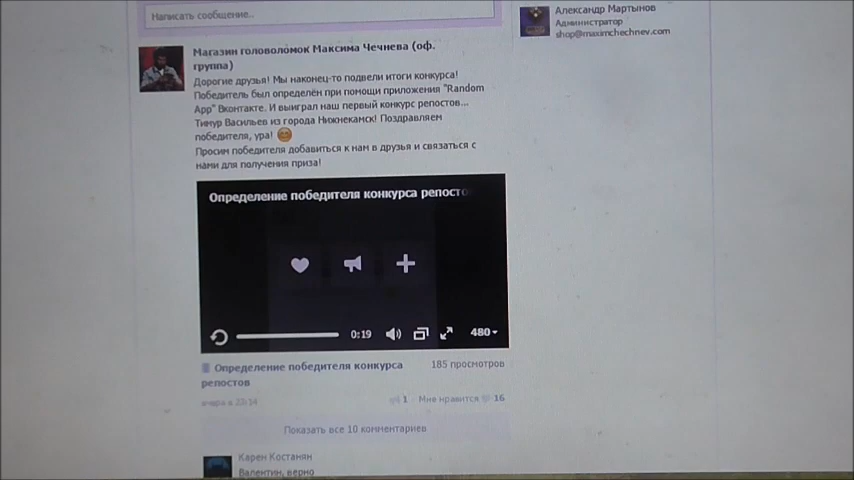 Написать сообщение...
Александр Мартынов
Администратор
shop@maximchechnev.com
Магазин головоломок Максима Чечнева (оф.
группа)
Дорогие друзья! Мы наконец-то подвели итоги конкурса!
Победитель был определён при помощи приложения "Random
App" Вконтакте. И выиграл наш первый конкурс репостов...
Тимур Васильев из города Нижнекамск! Поздравляем
победителя, ура!
Просим победителя добавиться к нам в друзья и связаться с
нами для получения приза!
Определение победителя конкурса репосто
0:19
480
Определение победителя конкурса
репостов
185 просмотров
вчера в 23:14
1
Мне нравится 16
Показать все 10 комментариев
Карен Костанян
Валентин, верно